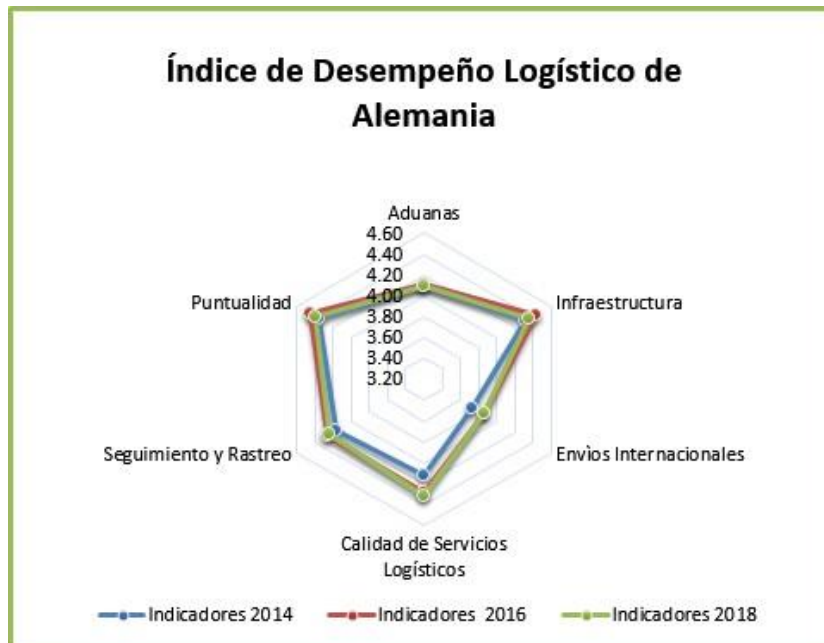 Índice de Desempeño Logístico de
Alemania
Aduanas
4.60
4.40
4.20
4.00
3.80
3.60
3.40
3.20
Puntualidad
Infraestructura
Seguimiento y Rastreo
Envìos Internacionales
Calidad de Servicios
Logísticos
Indicadores 2014
Indicadores 2016
Indicadores 2018